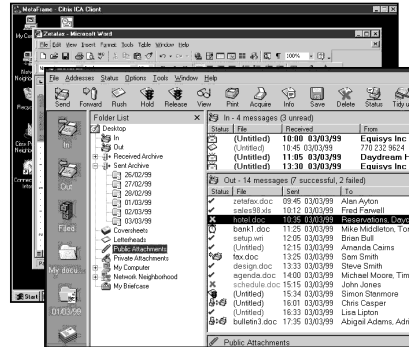 MetaFrame - Citrix ICA Client
Zetafax - Microsoft Word
File Edit View Insert Format Tools Table Window Help
100%
File Addresses Status Options Tools Window Help
Send Forward Rush Hold Release View Print Acquire Info Save Delete Status Tidy
Folder List
Desktop
In
Out
Received Archive
Sent Archive
26/02/99
27/02/99
28/02/99
01/03/99
02/03/99
03/03/99
Coversheets
Letterheads
Public Attachments
Private Attachments
My Computer
Network Neighborhood
My Briefcase
In
Out
Filed
My docu...
01/03/99
Start
In - 4 messages (3 unread)
Status File Received From
(Untitled) 10:00 03/03/99 Equisys Inc
(Untitled) 10:45 03/03/99 770 232 9624
(Untitled) 11:05 03/03/99 Daydream H
(Untitled) 13:30 03/03/99 Equisys Inc
Out - 14 messages (7 successful, 2 failed)
Status File Sent To
zetafax.doc 09:45 03/03/99 Alan Ayton
sales98.xls 10:12 03/03/99 Fred Fanwell
hotel.doc 10:35 03/03/99 Reservations, Dayd
bank1.doc 11:25 03/03/99 Mike Middleton, Tor
setup.wri 12:05 03/03/99 Brian Bull
(Untitled) 12:15 03/03/99 Amanda Cairns
fax.doc 13:25 03/03/99 Sam Smith
design.doc 13:33 03/03/99 Steve Smith
agenda.doc 14:00 03/03/99 Michael Moore, Tim
schedule.doc 15:15 03/03/99 John Jones
(Untitled) 15:34 03/03/99 Simon Stanmore
(Untitled) 16:01 03/03/99 Chris Casper
(Untitled) 16:33 03/03/99 Lisa Lipton
bulletin3.doc 17:35 03/03/99 Abigail Adams, Adri
Public Attachments